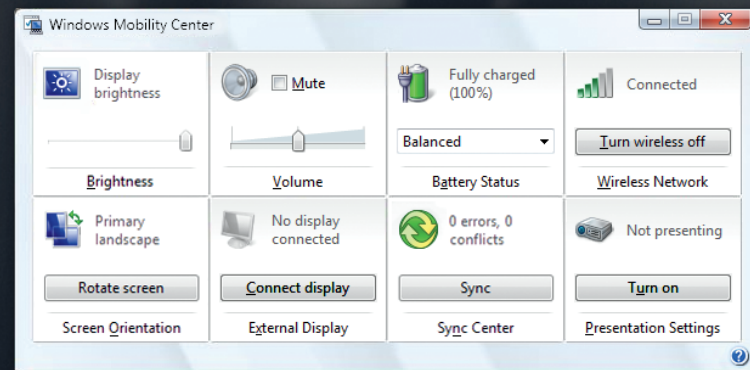 Windows Mobility Center
Display
brightness
Brightness
Mute
Volume
Fully charged
(100%)
Balanced
Battery Status
Connected
Turn wireless off
Wireless Network
Primary
landscape
Rotate screen
Screen Orientation
No display
connected
Connect display
External Display
0 errors, 0
conflicts
Sync
Sync Center
Not presenting
Turn on
Presentation Settings